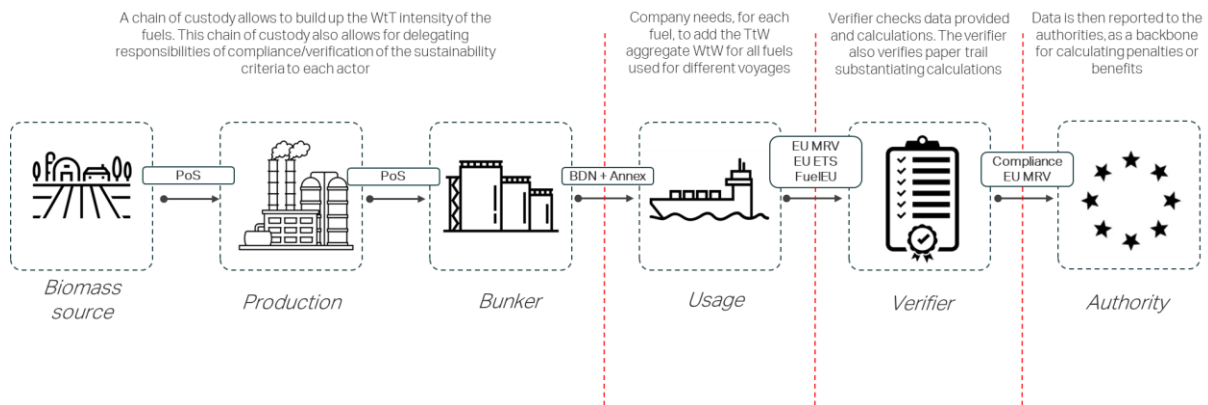 A chain of custody allows to build up the WtT intensity of the
fuels. This chain of custody also allows for delegating
responsibilities of compliance/verification of the sustainability
criteria to each actor
Company needs, for each
fuel, to add the TtW
aggregate WtW for all fuels
used for different voyages
Verifier checks data provided
and calculations. The verifier
also verifies paper trail
substantiating calculations
Data is then reported to the
authorities, as a backbone
for calculating penalties or
benefits
PoS
PoS
BDN + Annex
EU MRV
EU ETS
FuelEU
Compliance
EU MRV
Biomass
source
Production
Bunker
Usage
Verifier
Authority